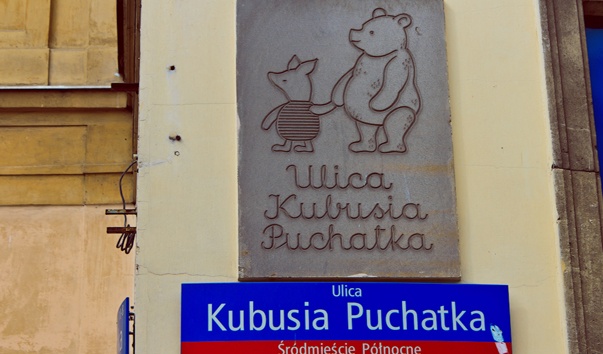 Ulica
Kubusia
Puchatka
Ulica
Kubusia Puchatka
Śródmieście Północne